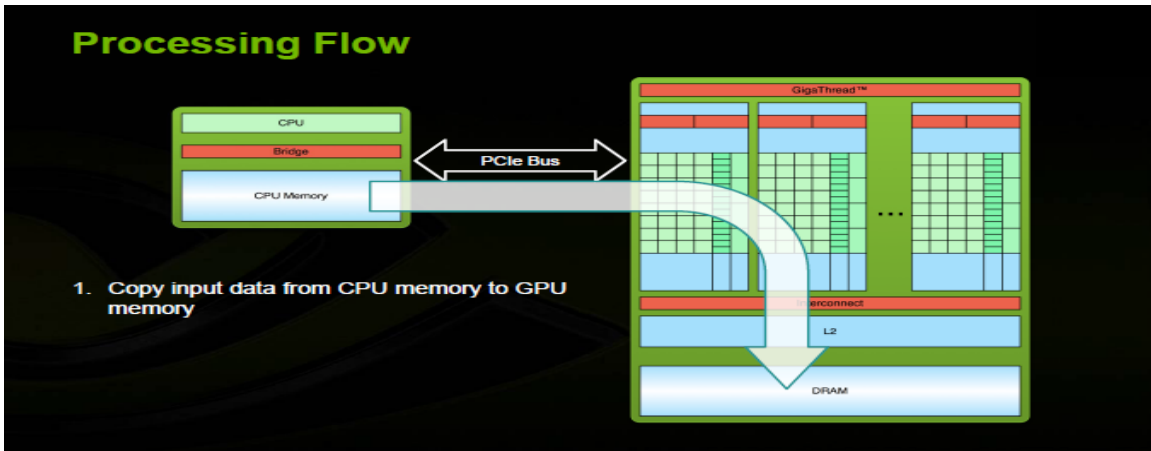 Processing Flow
GigaThread™
CPU
Bridge
PCIe Bus
CPU Memory
...
1. Copy input data from CPU memory to GPU
memory
Interconnect
L2
DRAM